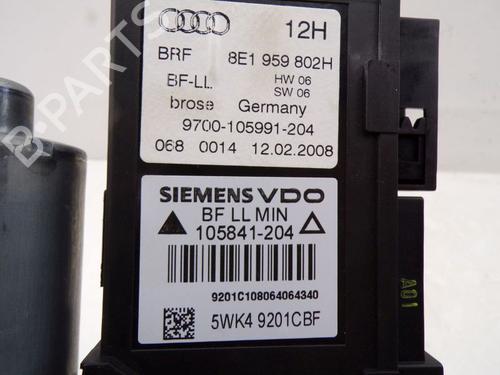 12H
BRF 8E1 959 802H
BF-LL HW 06
SW 06
brose Germany
9700-105991-204
068 0014 12.02.2008
SIEMENS VDO
BF LL MIN
105841-204
9201C108064064340
5WK4 9201CBF
A01